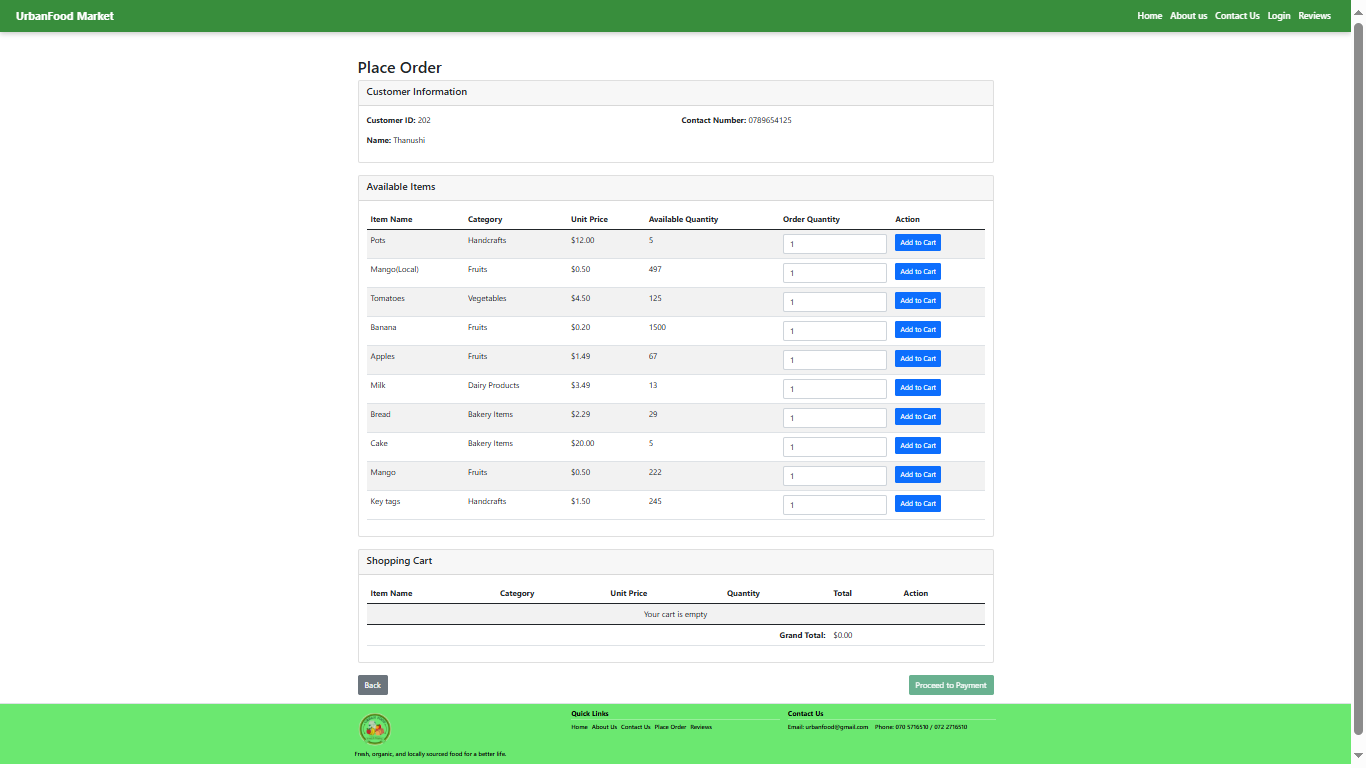 UrbanFood Market Home About us Contact Us Login Reviews
Place Order
Customer Information
Customer ID: 202 Contact Number: 0789654125
Name: Thanushi
Available Items
Item Name Category Unit Price Available Quantity Order Quantity Action
Pots Handcrafts $12.00 5 1 Add to Cart
Mango(Local) Fruits $0.50 497 1 Add to Cart
Tomatoes Vegetables $4.50 125 1 Add to Cart
Banana Fruits $0.20 1500 1 Add to Cart
Apples Fruits $1.49 67 1 Add to Cart
Milk Dairy Products $3.49 13 1 Add to Cart
Bread Bakery Items $2.29 29 1 Add to Cart
Cake Bakery Items $20.00 5 1 Add to Cart
Mango Fruits $0.50 222 1 Add to Cart
Key tags Handcrafts $1.50 245 1 Add to Cart
Shopping Cart
Item Name Category Unit Price Quantity Total Action
Your cart is empty
Grand Total: $0.00
Back Proceed to Payment
Quick Links Contact Us
Home About Us Contact Us Place Order Reviews Email: urbanfood@gmail.com Phone: 070 5716510 / 072 2716510
Fresh, organic, and locally sourced food for a better life.